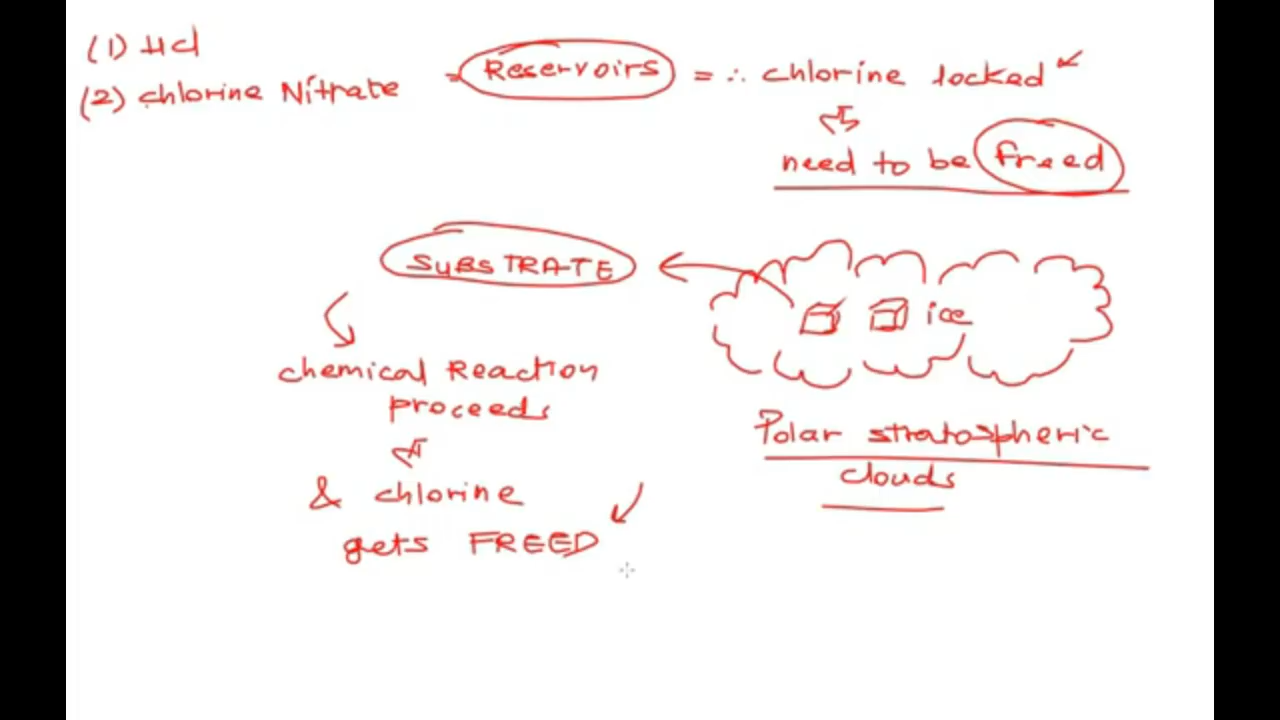 (1) Hcl
(2) chlorine Nitrate = Reservoirs = ∴ chlorine locked
need to be freed
SUBSTRATE
ice
chemical Reaction
proceeds
Polar stratospheric
clouds
& chlorine
gets FREED